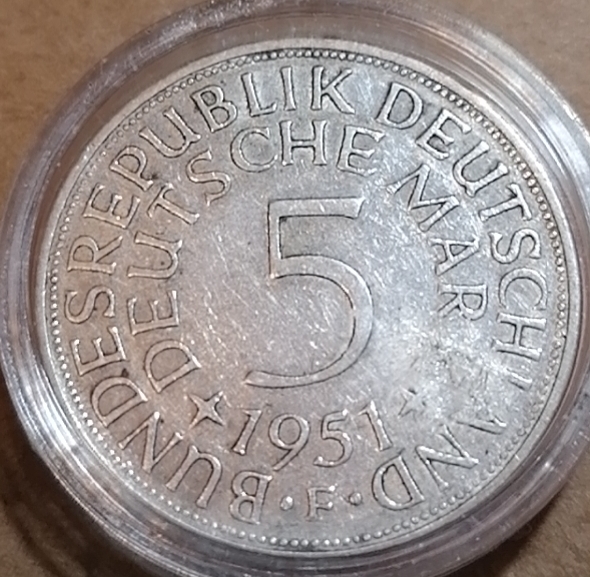 BUNDESREPUBLIK DEUTSCHLAND
DEUTSCHE MARK
5
1951
F